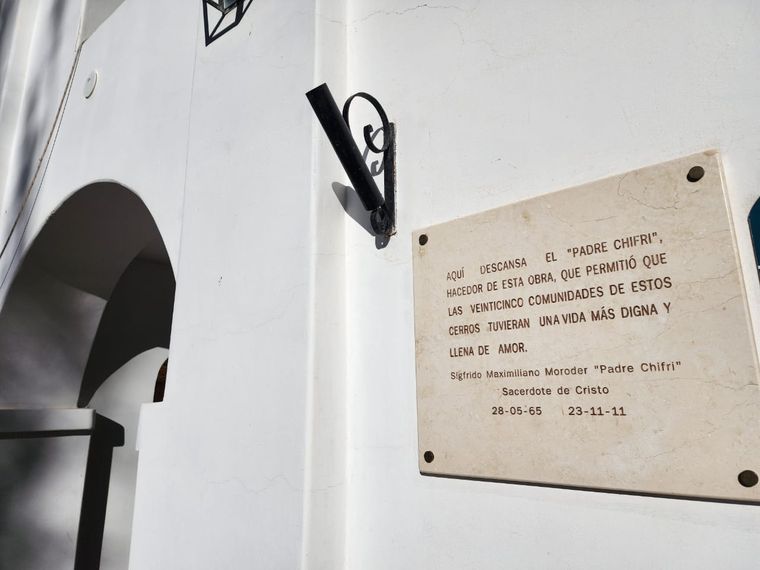 AQUÍ DESCANSA EL "PADRE CHIFRI",
HACEDOR DE ESTA OBRA, QUE PERMITIÓ QUE
LAS VEINTICINCO COMUNIDADES DE ESTOS
CERROS TUVIERAN UNA VIDA MÁS DIGNA Y
LLENA DE AMOR.
Sigfrido Maximiliano Moroder "Padre Chifri"
Sacerdote de Cristo
28-05-65 23-11-11